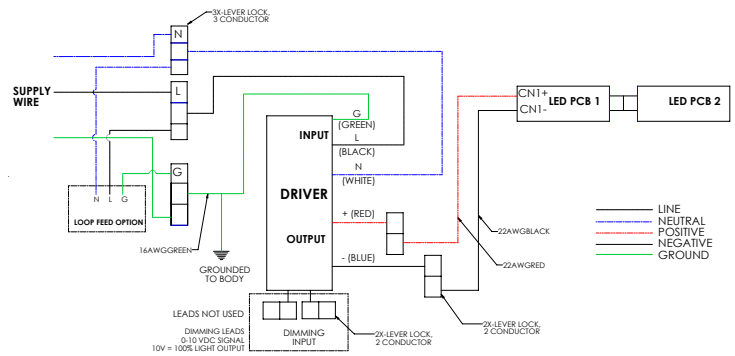 3X-LEVER LOCK,
3 CONDUCTOR
N
SUPPLY
WIRE
L
G
N L G
LOOP FEED OPTION
16AWGGREEN
GROUNDED
TO BODY
INPUT
DRIVER
OUTPUT
G
(GREEN)
L
(BLACK)
N
(WHITE)
+ (RED)
- (BLUE)
CN1+
CN1-
LED PCB 1
LED PCB 2
22AWGBLACK
22AWGRED
LINE
NEUTRAL
POSITIVE
NEGATIVE
GROUND
LEADS NOT USED
DIMMING LEADS
0-10 VDC SIGNAL
10V = 100% LIGHT OUTPUT
DIMMING
INPUT
2X-LEVER LOCK,
2 CONDUCTOR
2X-LEVER LOCK,
2 CONDUCTOR